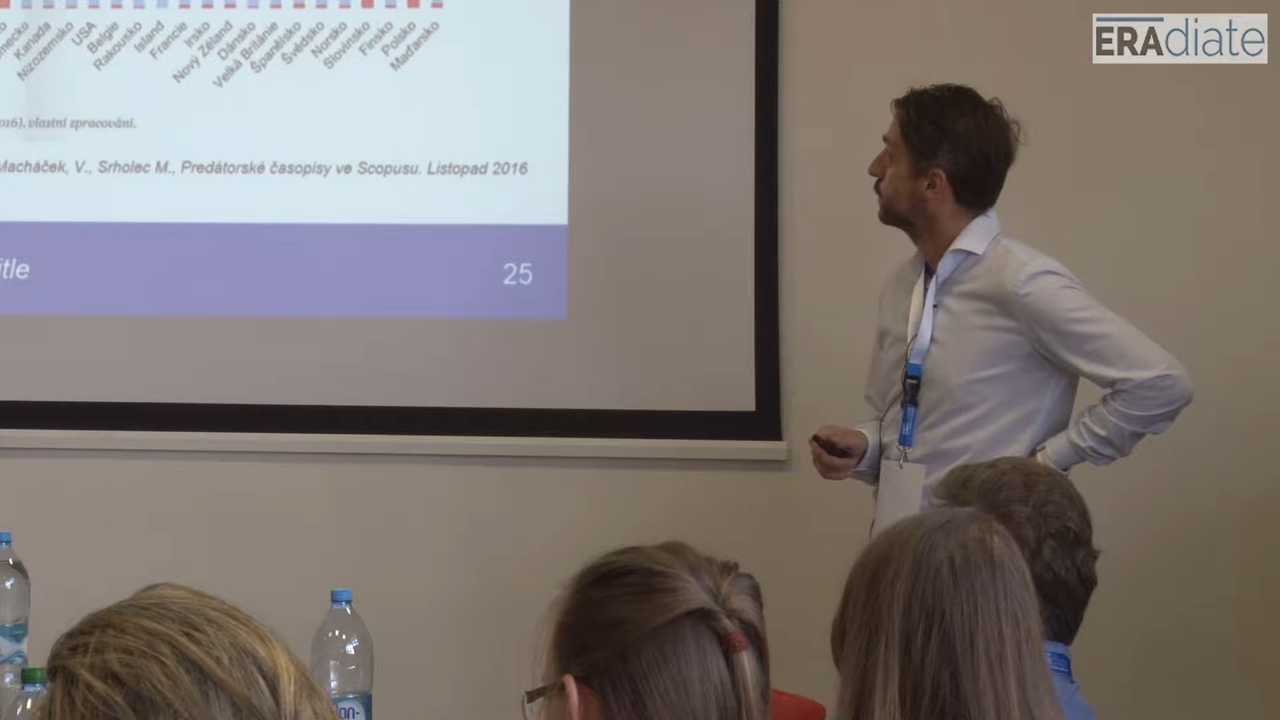 ERAdiate
Kanada
Nizozemsko
USA
Belgie
Rakousko
Island
Francie
Irsko
Nový Zéland
Dánsko
Velká Británie
Španělsko
Švédsko
Norsko
Slovinsko
Finsko
Polsko
Maďarsko
016), vlastní zpracování.
Macháček, V., Srholec M., Predátorské časopisy ve Scopusu. Listopad 2016
itle
25
on-